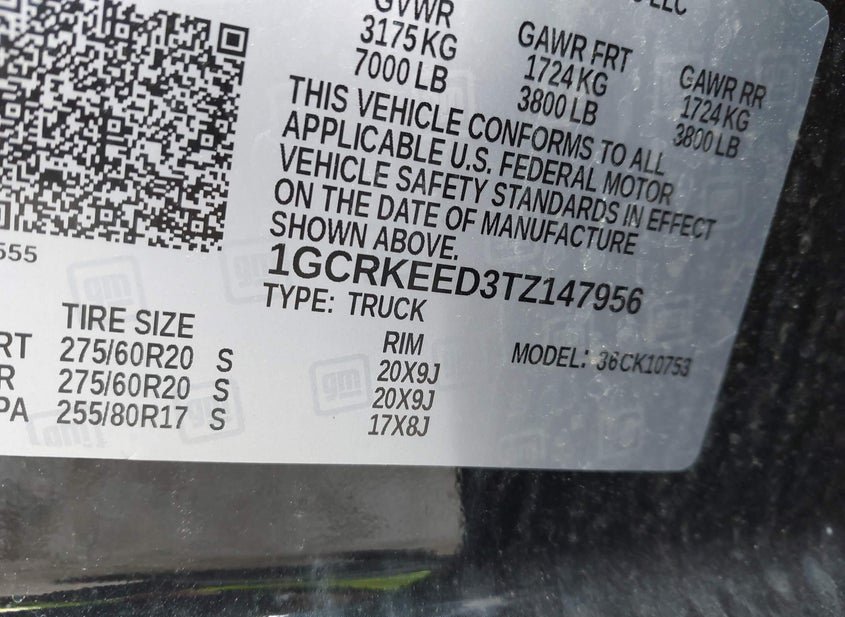 LLC
GVWR
3175 KG
7000 LB
GAWR FRT
1724 KG
3800 LB
GAWR RR
1724 KG
3800 LB
THIS VEHICLE CONFORMS TO ALL
APPLICABLE U.S. FEDERAL MOTOR
VEHICLE SAFETY STANDARDS IN EFFECT
ON THE DATE OF MANUFACTURE
SHOWN ABOVE.
555
1GCRKEED3TZ147956
TYPE: TRUCK
MODEL: 36CK10753
TIRE SIZE RIM
RT 275/60R20 S 20X9J
R 275/60R20 S 20X9J
PA 255/80R17 S 17X8J
gm